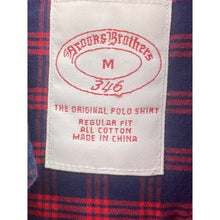 Brooks Brothers
M
346
THE ORIGINAL POLO SHIRT
REGULAR FIT
ALL COTTON
MADE IN CHINA